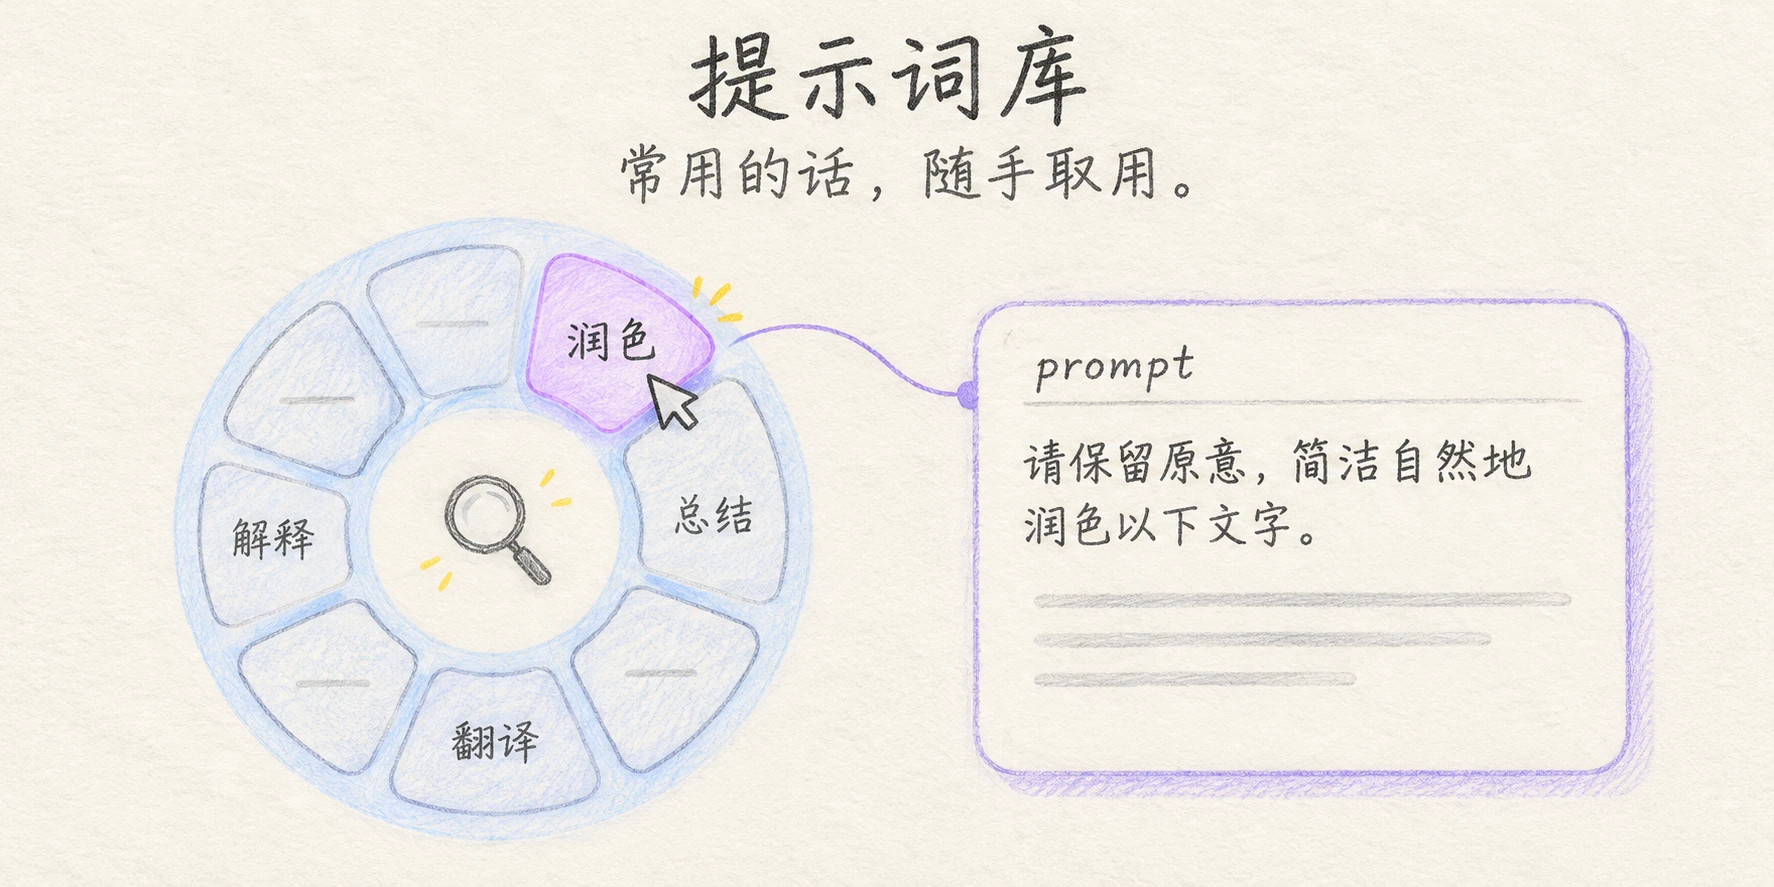 提示词库
常用的话，随手取用。
润色
总结
解释
翻译
prompt
请保留原意，简洁自然地
润色以下文字。